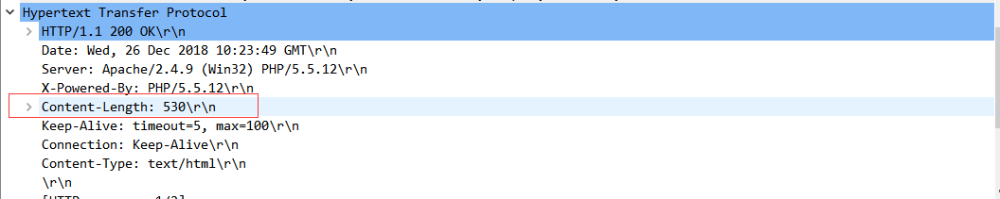 Hypertext Transfer Protocol
HTTP/1.1 200 OK\r\n
Date: Wed, 26 Dec 2018 10:23:49 GMT\r\n
Server: Apache/2.4.9 (Win32) PHP/5.5.12\r\n
X-Powered-By: PHP/5.5.12\r\n
Content-Length: 530\r\n
Keep-Alive: timeout=5, max=100\r\n
Connection: Keep-Alive\r\n
Content-Type: text/html\r\n
\r\n